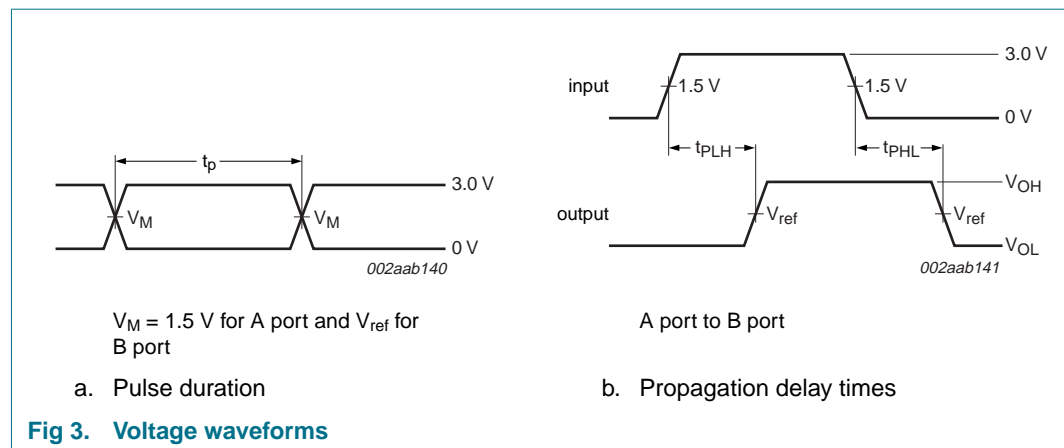 t_p
3.0 V
V_M
V_M
0 V
002aab140
V_M = 1.5 V for A port and V_ref for
B port
a. Pulse duration
3.0 V
input
1.5 V
1.5 V
0 V
t_PLH
t_PHL
V_OH
output
V_ref
V_ref
V_OL
002aab141
A port to B port
b. Propagation delay times
Fig 3. Voltage waveforms